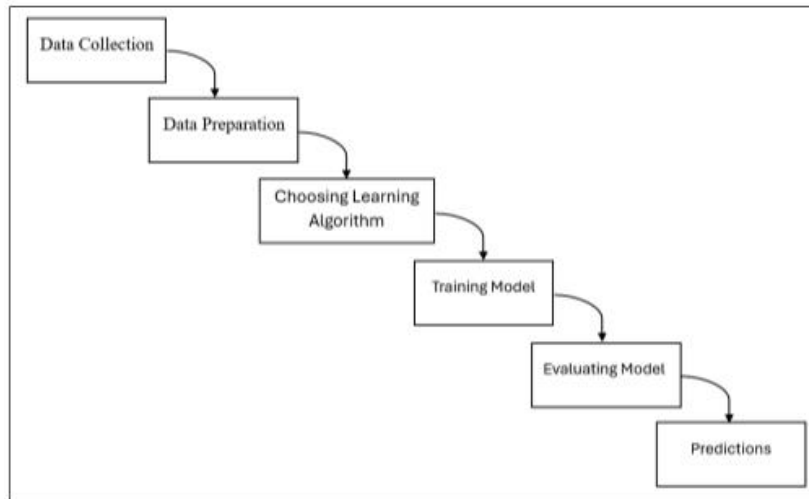 Data Collection
Data Preparation
Choosing Learning
Algorithm
Training Model
Evaluating Model
Predictions